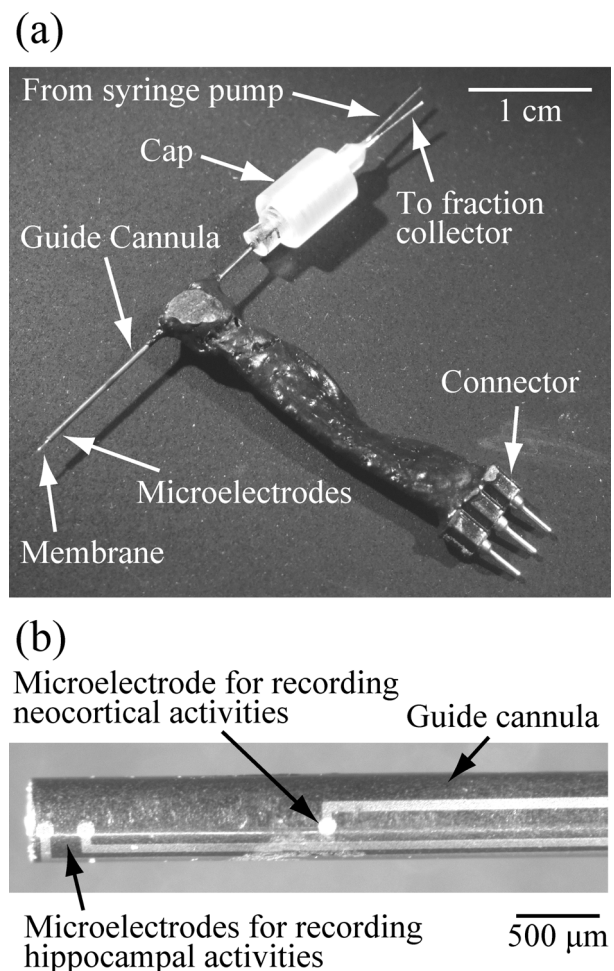 (a)
From syringe pump
1 cm
Cap
To fraction
collector
Guide Cannula
Connector
Microelectrodes
Membrane
(b)
Microelectrode for recording
neocortical activities
Guide cannula
Microelectrodes for recording
hippocampal activities
500 μm